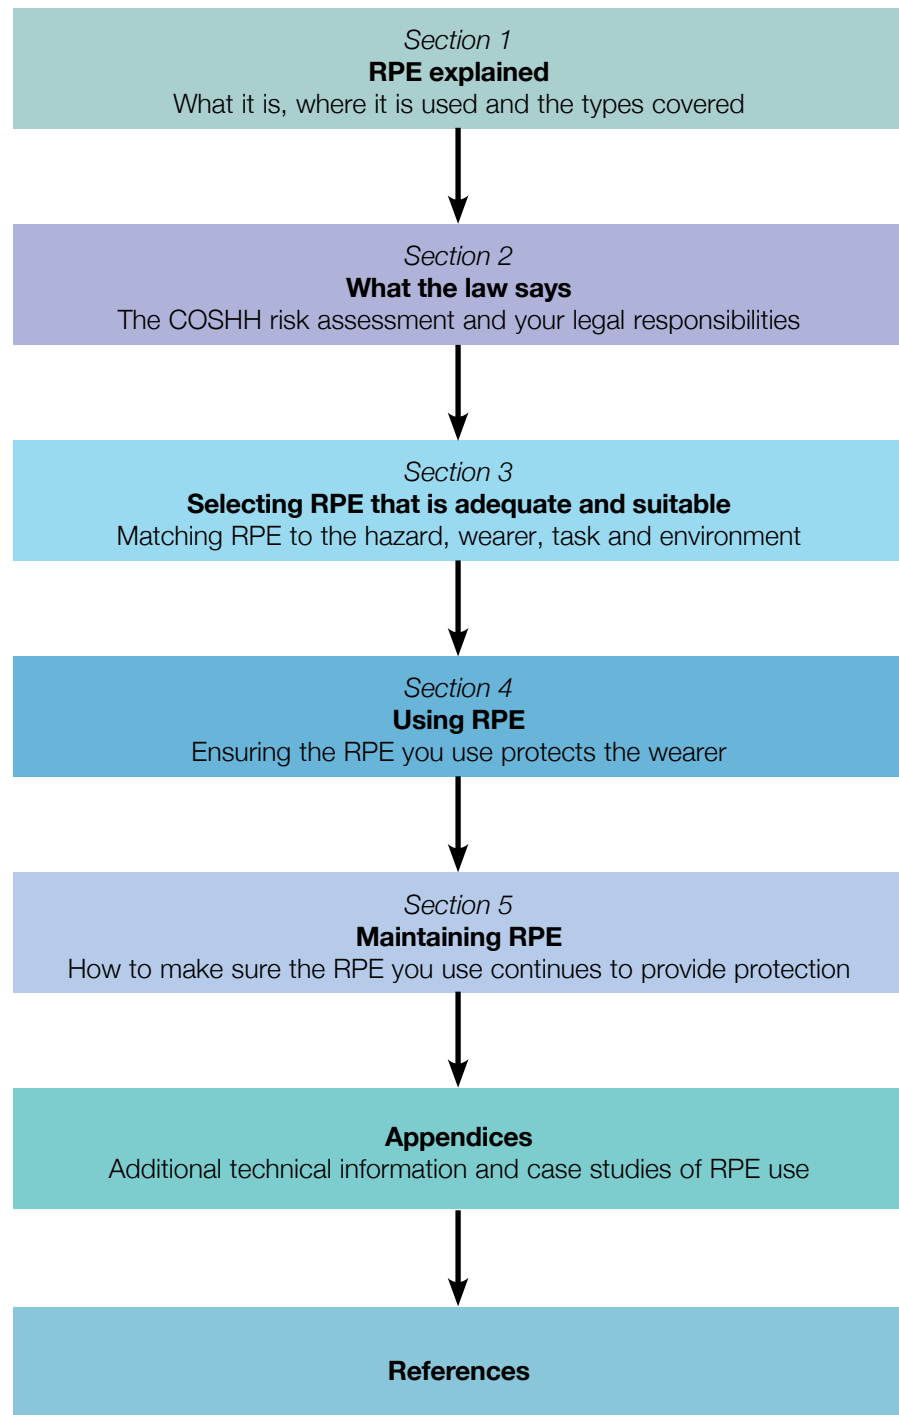 Section 1
RPE explained
What it is, where it is used and the types covered
Section 2
What the law says
The COSHH risk assessment and your legal responsibilities
Section 3
Selecting RPE that is adequate and suitable
Matching RPE to the hazard, wearer, task and environment
Section 4
Using RPE
Ensuring the RPE you use protects the wearer
Section 5
Maintaining RPE
How to make sure the RPE you use continues to provide protection
Appendices
Additional technical information and case studies of RPE use
References